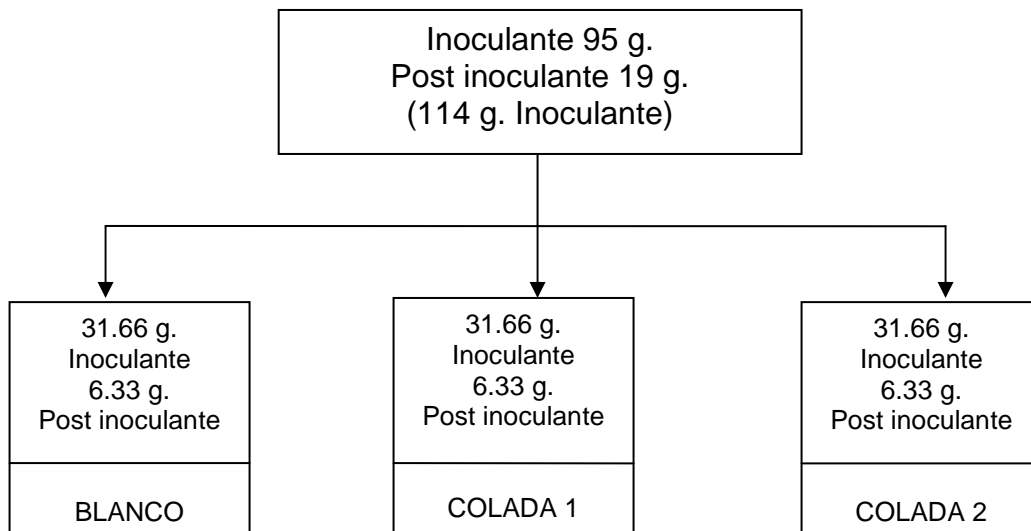 Inoculante 95 g.
Post inoculante 19 g.
(114 g. Inoculante)
31.66 g.
Inoculante
6.33 g.
Post inoculante
BLANCO
31.66 g.
Inoculante
6.33 g.
Post inoculante
COLADA 1
31.66 g.
Inoculante
6.33 g.
Post inoculante
COLADA 2